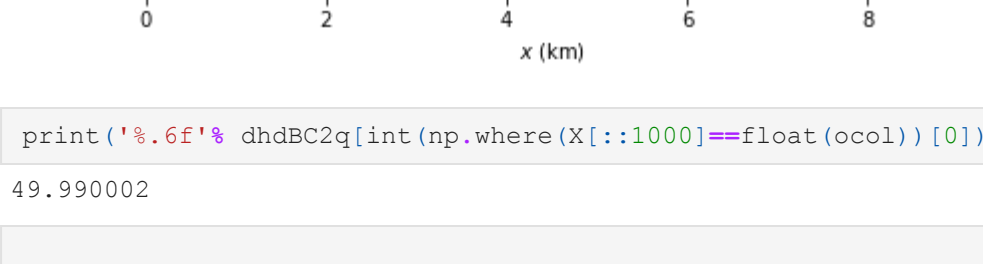 0 2 4 6 8
x (km)
print('%.6f'% dhdBC2q[int(np.where(X[::1000]==float(ocol))[0])
49.990002